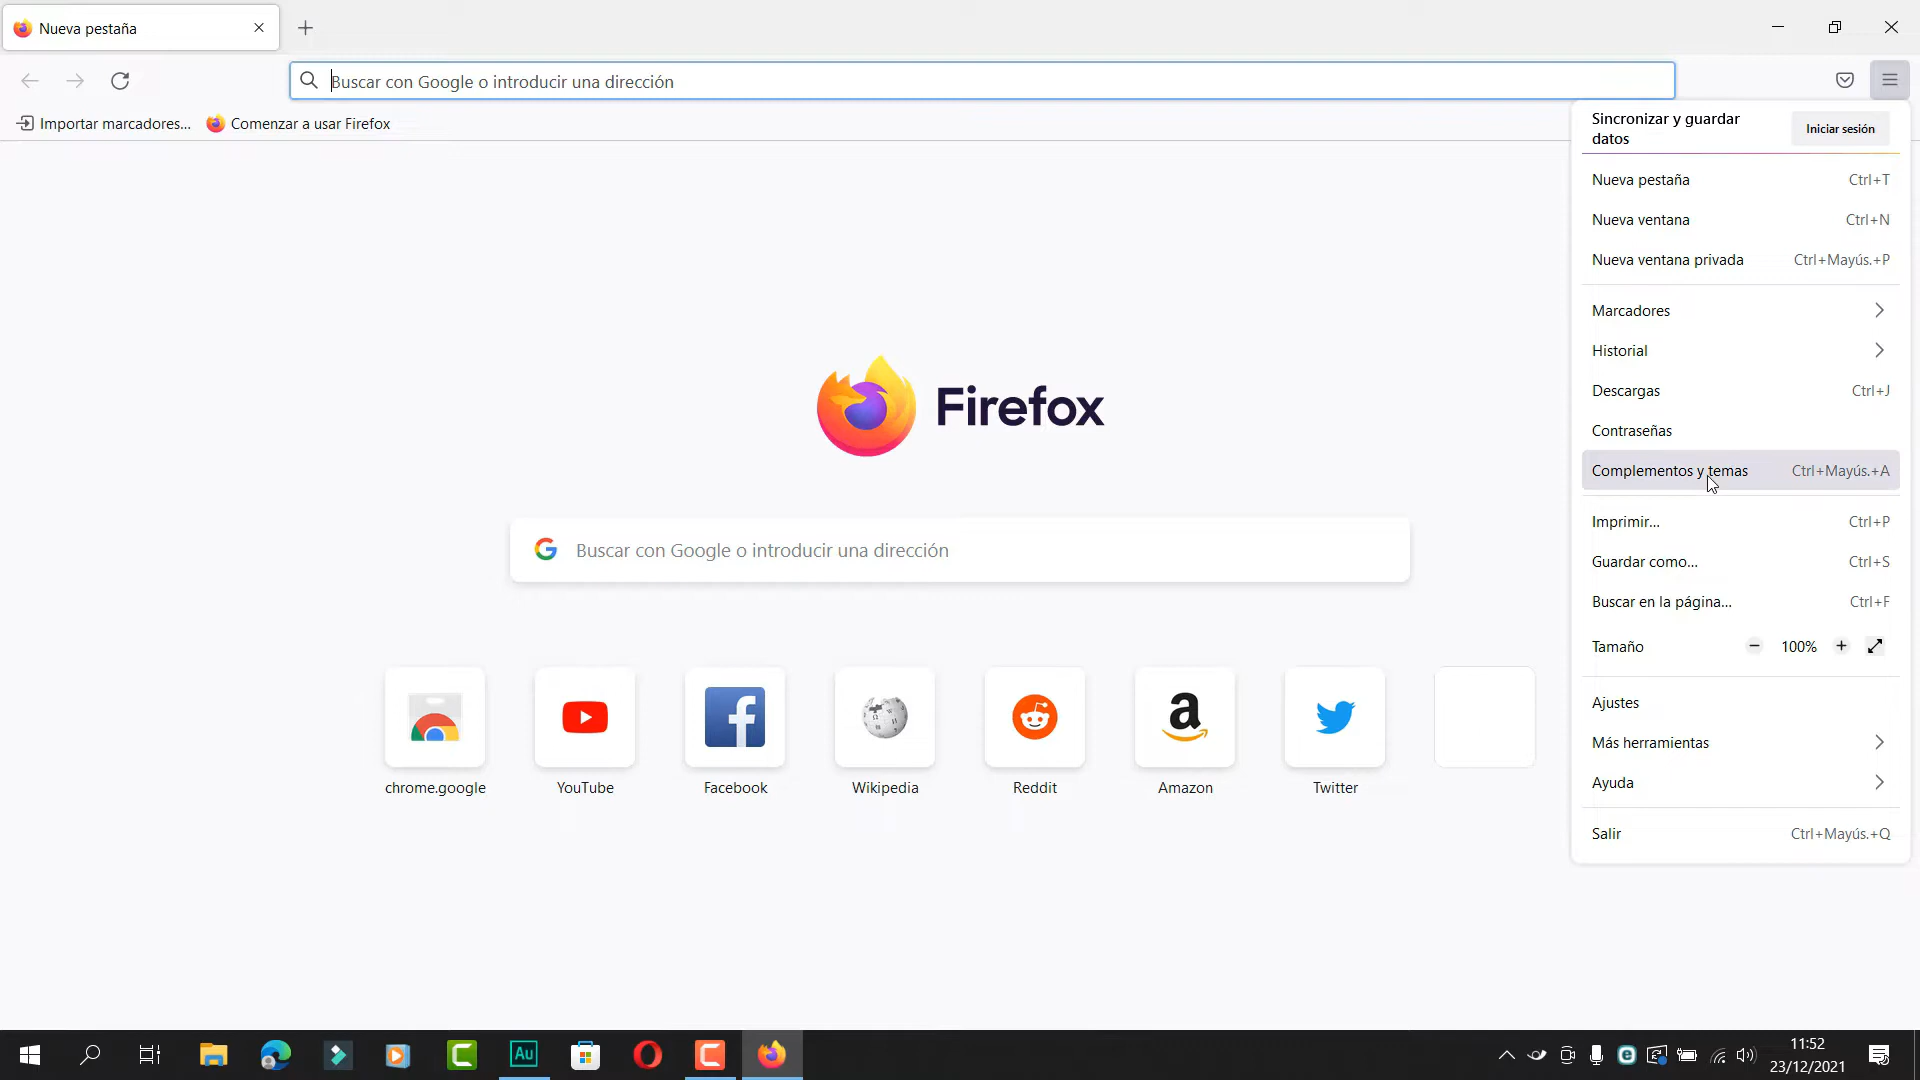 Nueva pestaña
Buscar con Google o introducir una dirección
Importar marcadores...
Comenzar a usar Firefox
Sincronizar y guardar
datos
Iniciar sesión
Nueva pestaña Ctrl+T
Nueva ventana Ctrl+N
Nueva ventana privada Ctrl+Mayús.+P
Marcadores
Historial
Descargas Ctrl+J
Contraseñas
Complementos y temas Ctrl+Mayús.+A
Imprimir... Ctrl+P
Guardar como... Ctrl+S
Buscar en la página... Ctrl+F
Tamaño − 100% +
Ajustes
Más herramientas
Ayuda
Salir Ctrl+Mayús.+Q
Firefox
Buscar con Google o introducir una dirección
chrome.google
YouTube
Facebook
Wikipedia
Reddit
Amazon
Twitter
Au
11:52
23/12/2021